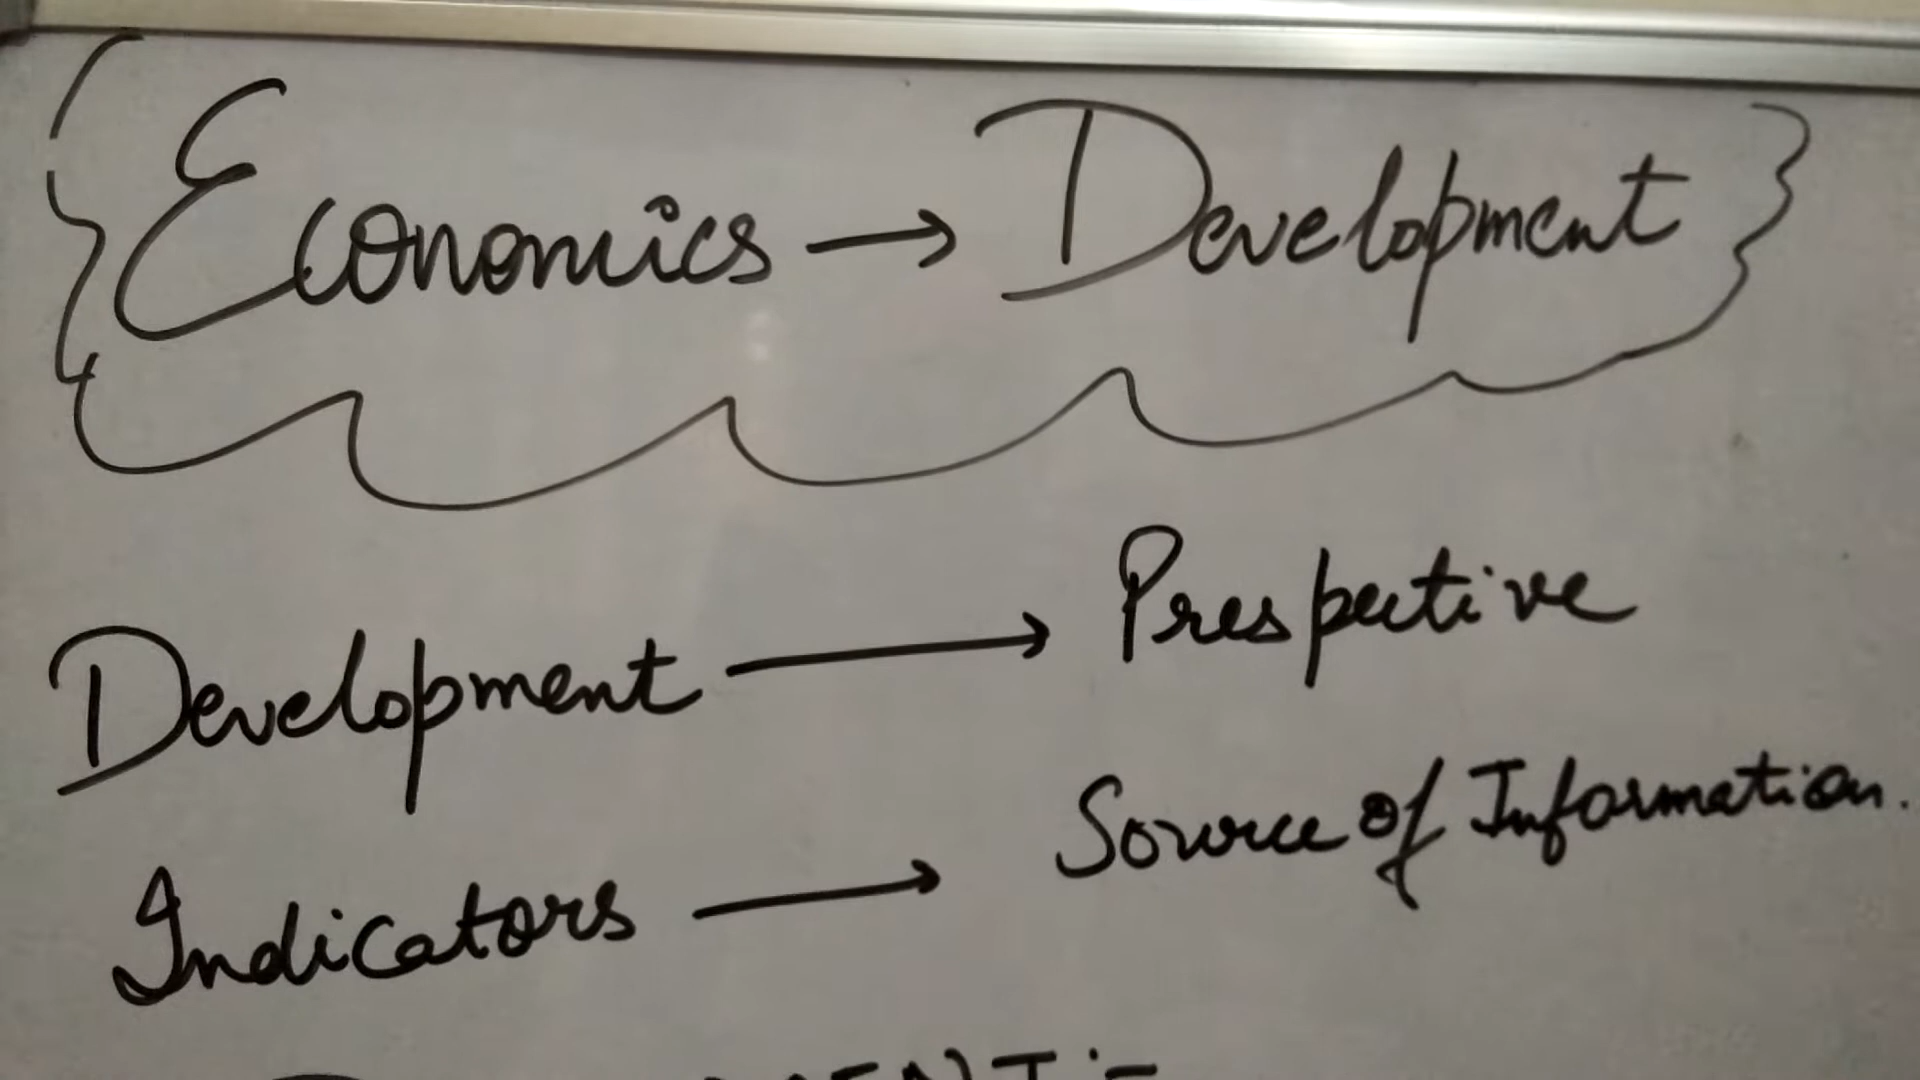 Economics → Development
Development → Prespective
Indicators → Source of Information.